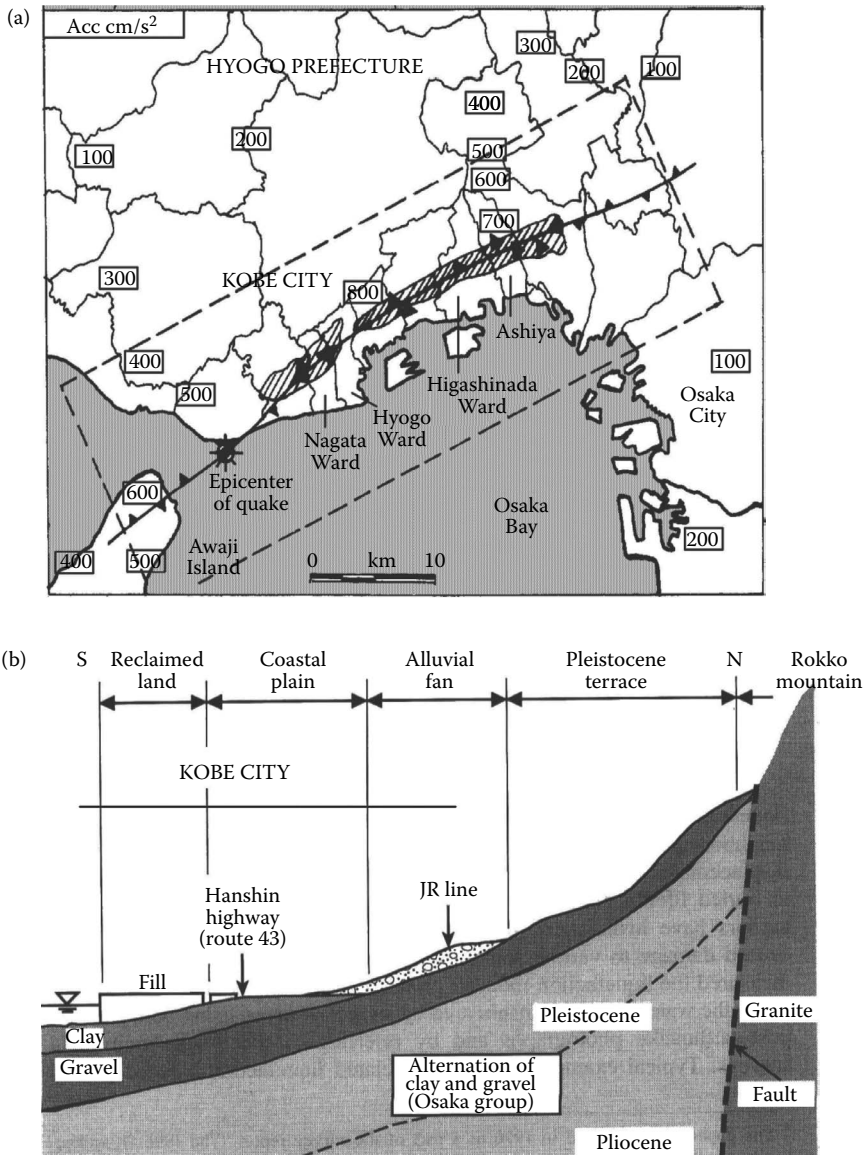 (a)
Acc cm/s²
HYOGO PREFECTURE
300
200
100
400
200
100
500
600
700
300
KOBE CITY
800
400
500
Ashiya
100
Higashinada
Ward
Osaka
City
Hyogo
Ward
Nagata
Ward
Epicenter
of quake
600
Osaka
Bay
200
400
500
Awaji
Island
0 km 10
(b)
S
Reclaimed
land
Coastal
plain
Alluvial
fan
Pleistocene
terrace
N
Rokko
mountain
KOBE CITY
Hanshin
highway
(route 43)
JR line
Fill
Clay
Gravel
Pleistocene
Granite
Alternation of
clay and gravel
(Osaka group)
Fault
Pliocene